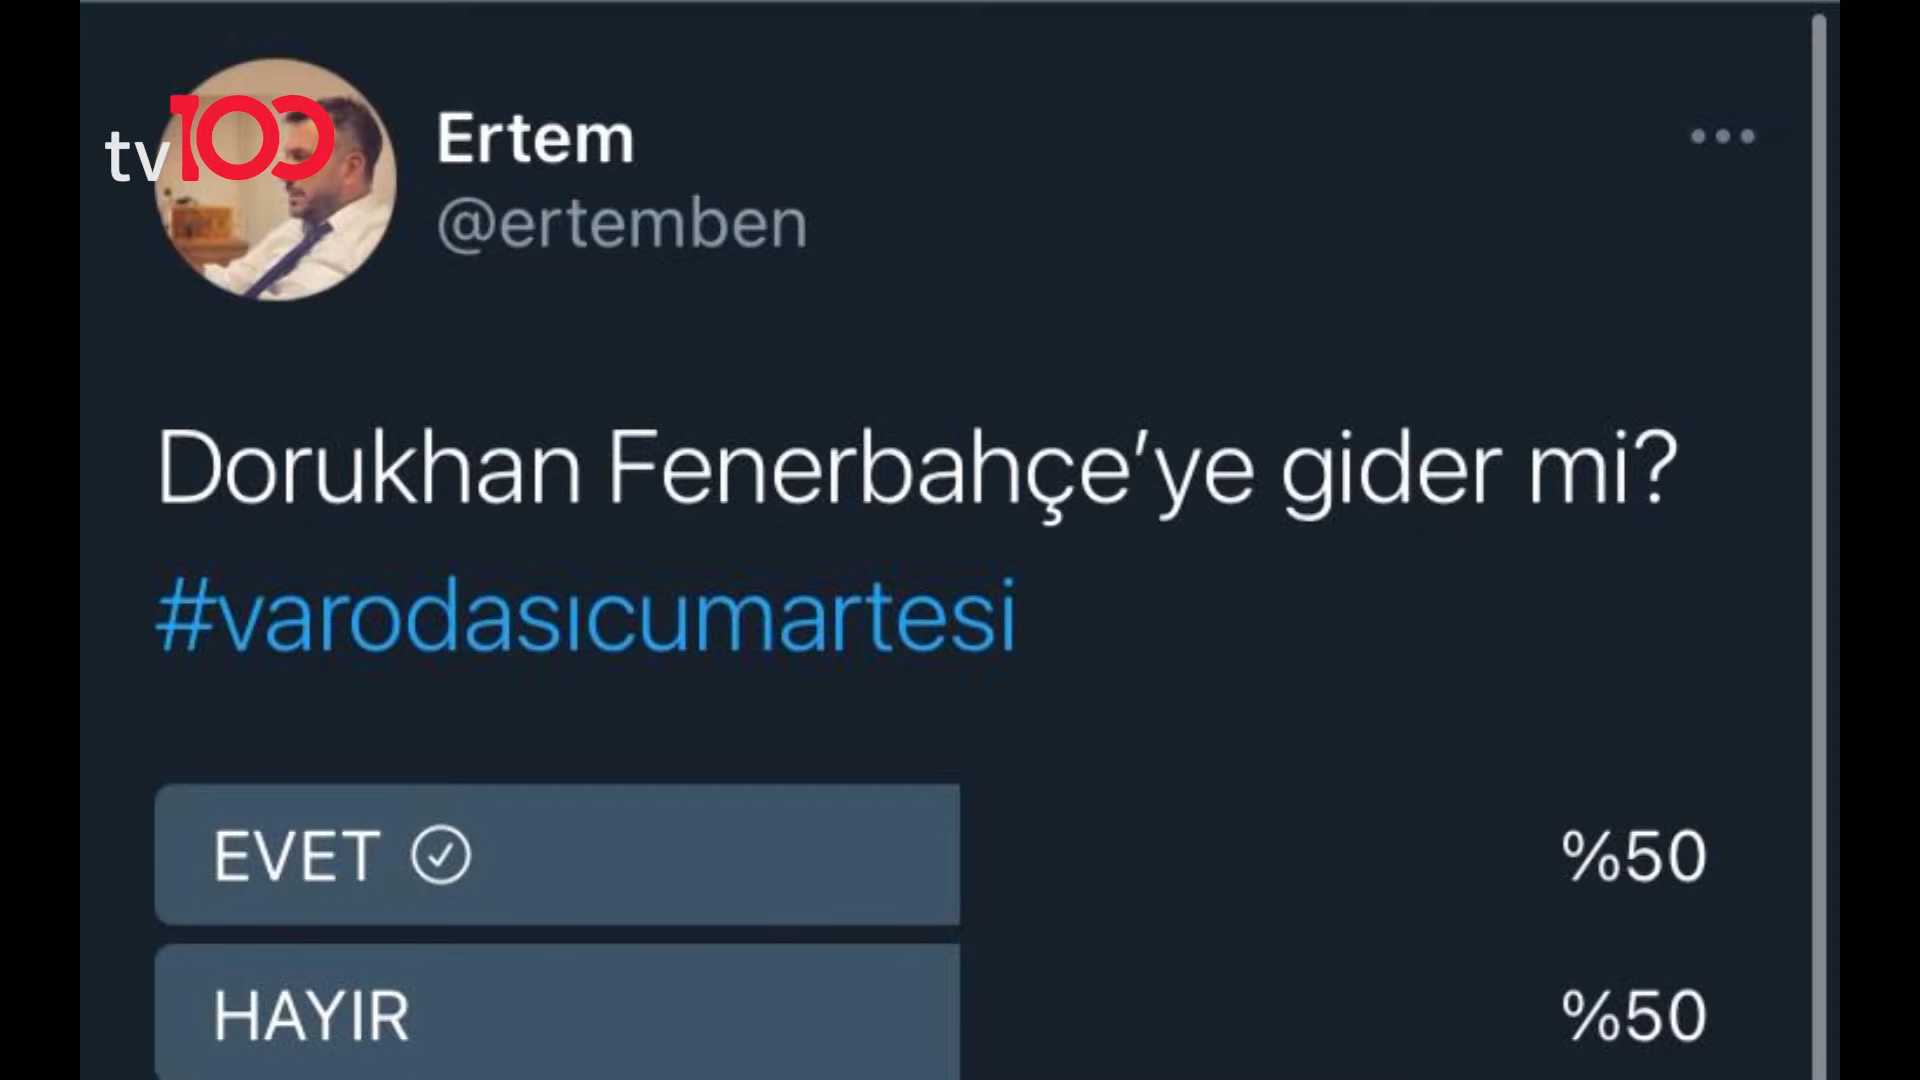 tv100
Ertem
@ertemben
Dorukhan Fenerbahçe'ye gider mi?
#varodasıcumartesi
EVET
%50
HAYIR
%50